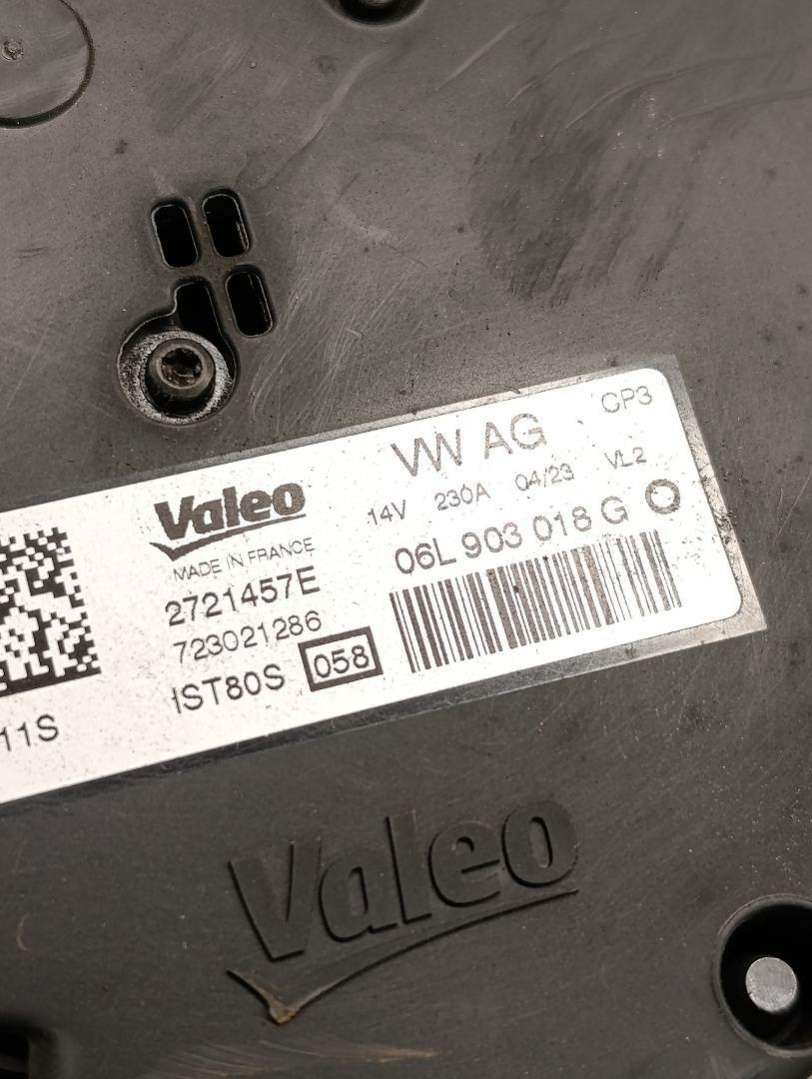 CP3
VW AG
14V 230A 04/23 VL2
06L 903 018 G
Valeo
MADE IN FRANCE
2721457E
723021286
IST80S 058
11S
Valeo